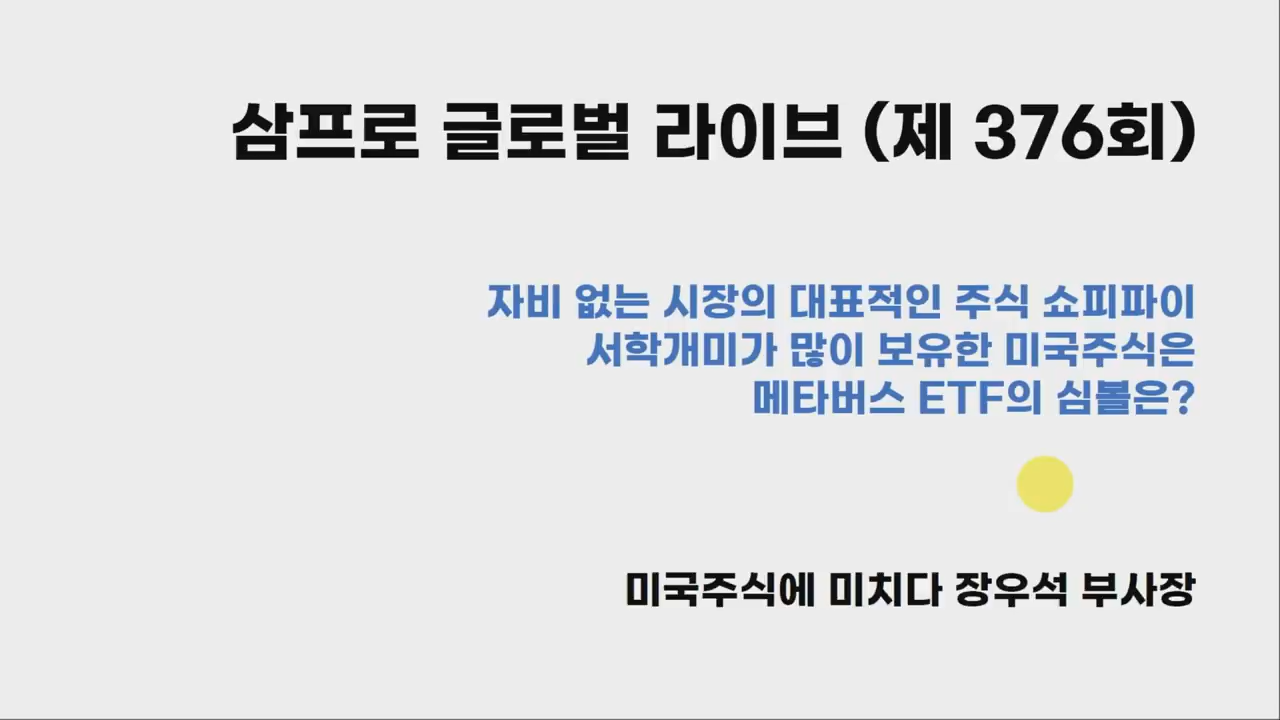 삼프로 글로벌 라이브 (제 376회)
자비 없는 시장의 대표적인 주식 쇼피파이
서학개미가 많이 보유한 미국주식은
메타버스 ETF의 심볼은?
미국주식에 미치다 장우석 부사장